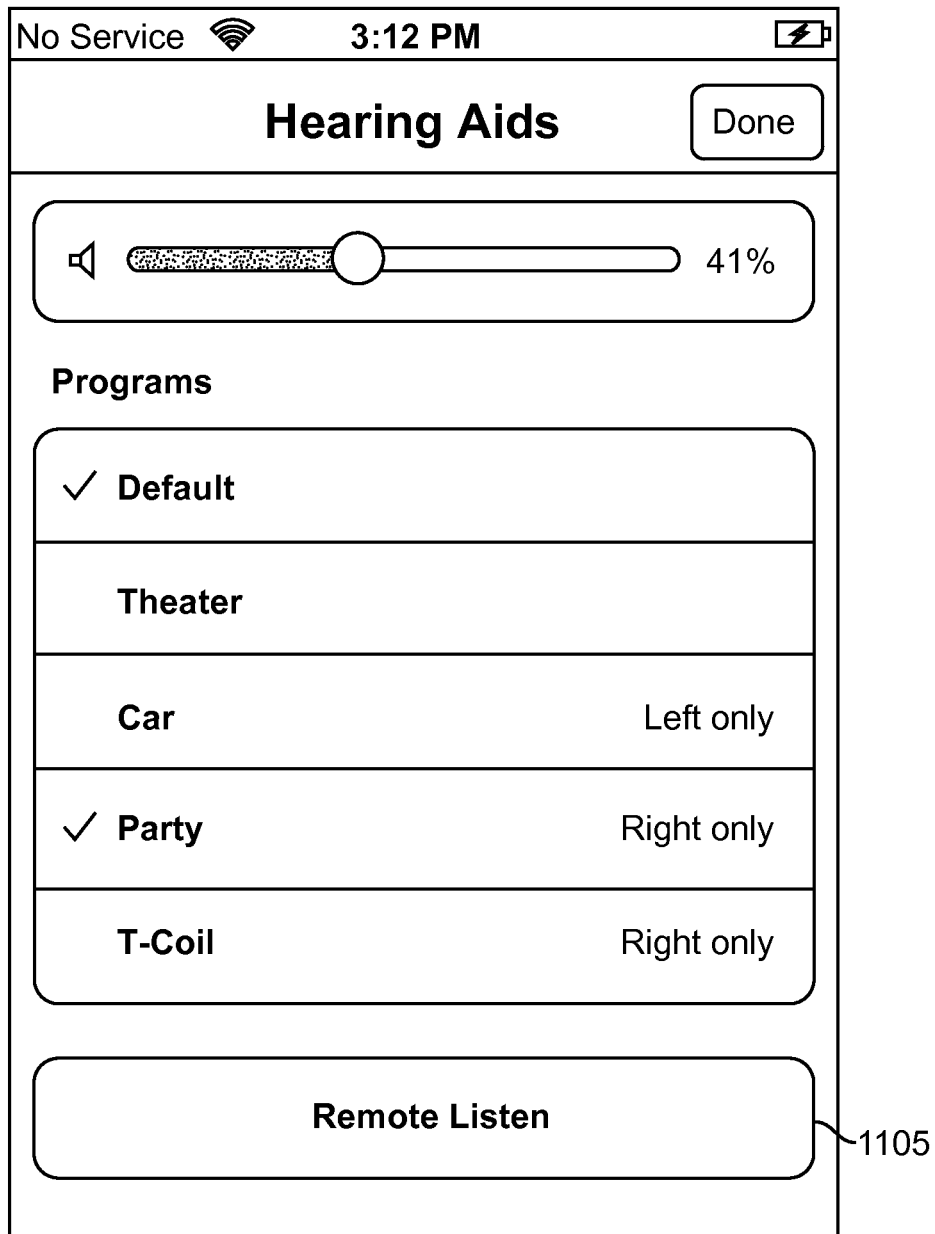 No Service 3:12 PM
Hearing Aids Done
41%
Programs
✓ Default
Theater
Car Left only
✓ Party Right only
T-Coil Right only
Remote Listen
1105